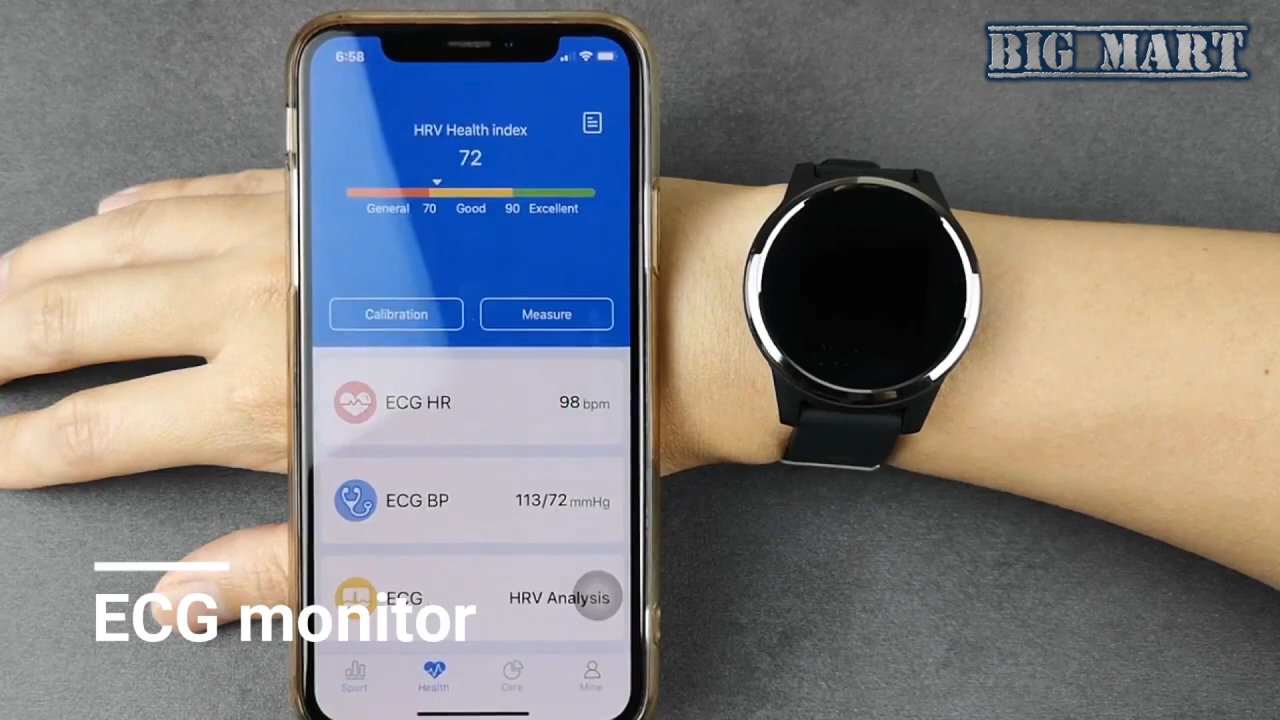 BIG MART
6:58
HRV Health index
72
General 70 Good 90 Excellent
Calibration Measure
ECG HR 98 bpm
ECG BP 113/72 mmHg
ECG HRV Analysis
ECG monitor
Sport Health Care Mine